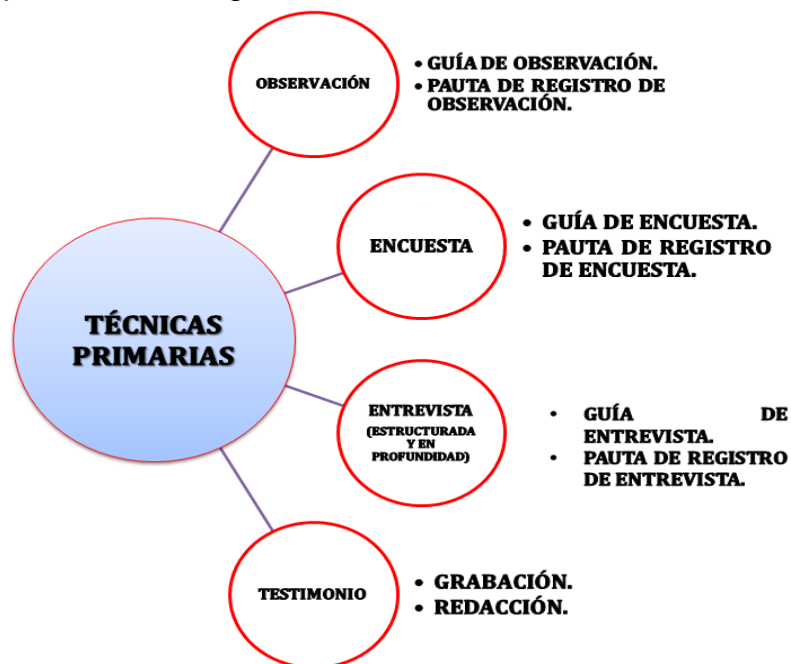 OBSERVACIÓN
• GUÍA DE OBSERVACIÓN.
• PAUTA DE REGISTRO DE
OBSERVACIÓN.
ENCUESTA
• GUÍA DE ENCUESTA.
• PAUTA DE REGISTRO
DE ENCUESTA.
TÉCNICAS
PRIMARIAS
ENTREVISTA
(ESTRUCTURADA
Y EN
PROFUNDIDAD)
• GUÍA DE
ENTREVISTA.
• PAUTA DE REGISTRO
DE ENTREVISTA.
TESTIMONIO
• GRABACIÓN.
• REDACCIÓN.